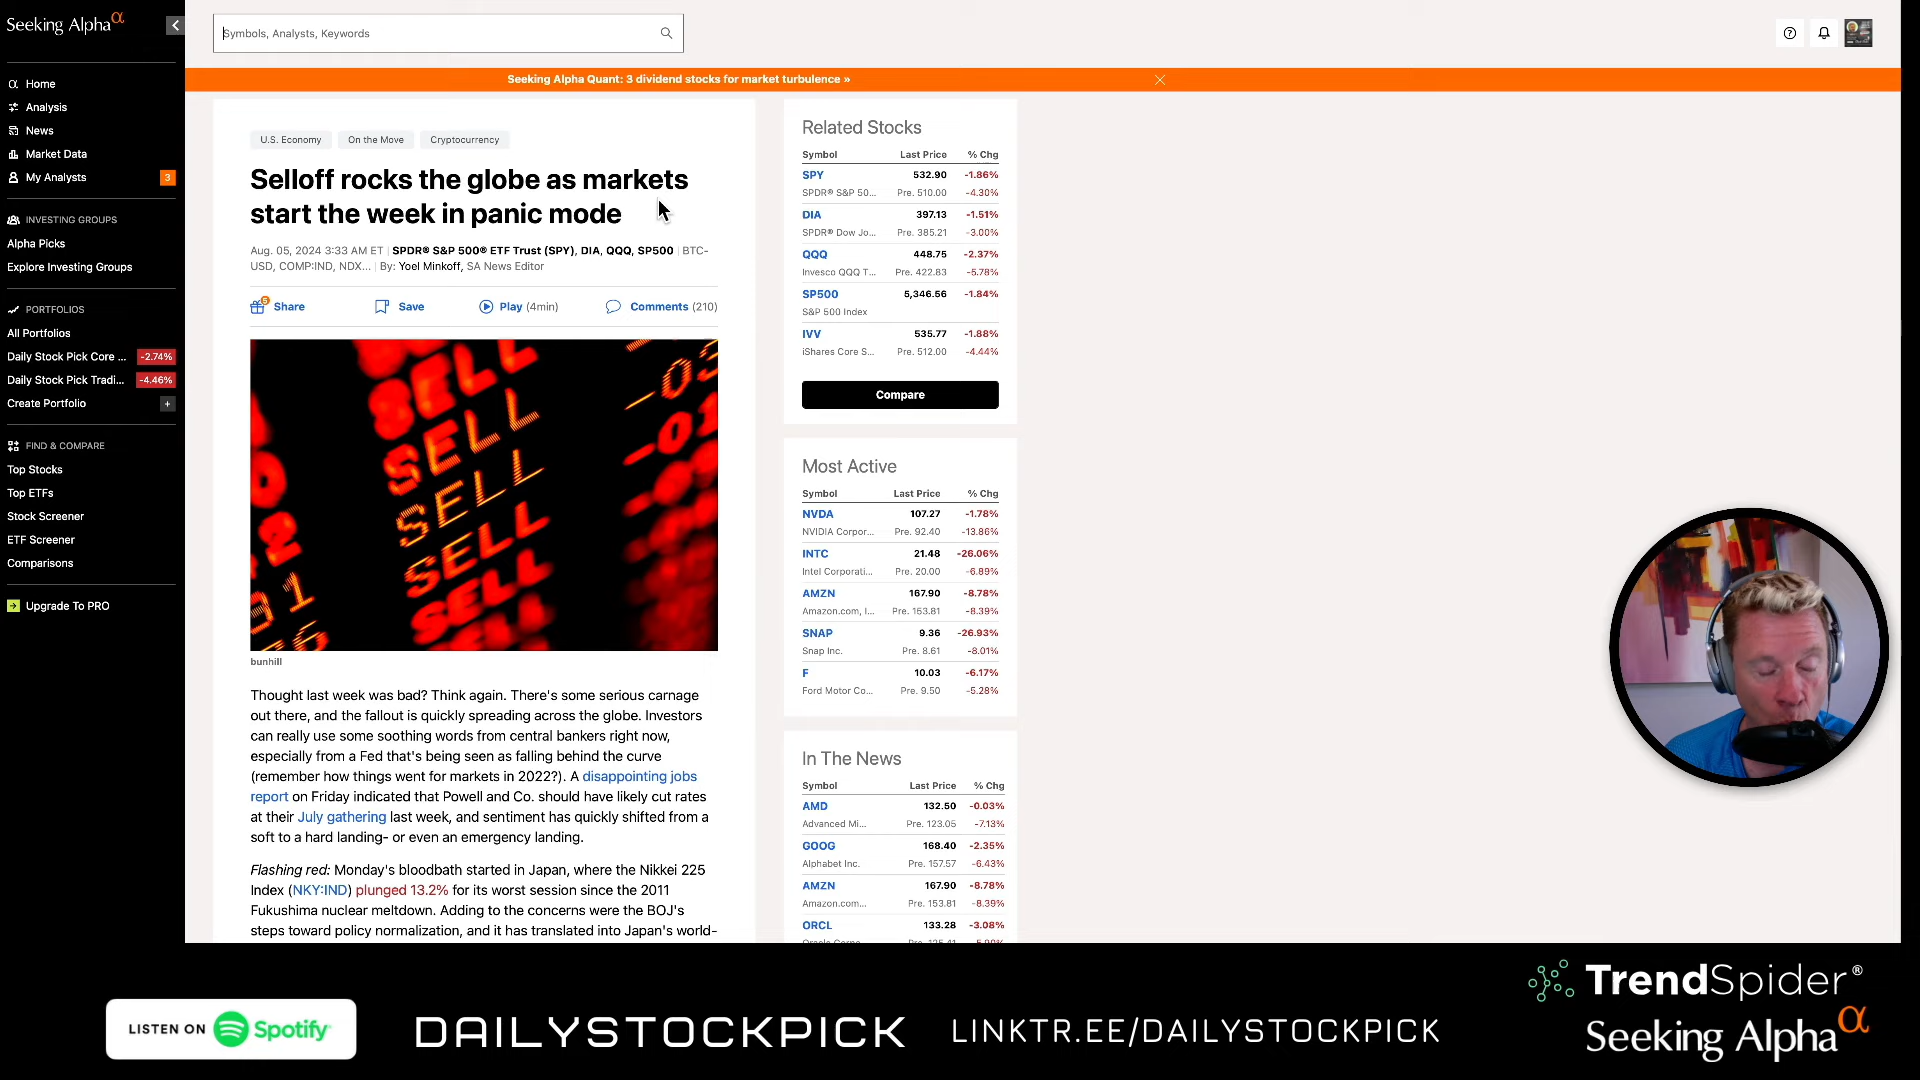 Seeking Alpha α
Symbols, Analysts, Keywords
Seeking Alpha Quant: 3 dividend stocks for market turbulence »
Home
Analysis
News
Market Data
My Analysts 3
INVESTING GROUPS
Alpha Picks
Explore Investing Groups
PORTFOLIOS
All Portfolios
Daily Stock Pick Core ... -2.74%
Daily Stock Pick Tradi... -4.46%
Create Portfolio +
FIND & COMPARE
Top Stocks
Top ETFs
Stock Screener
ETF Screener
Comparisons
Upgrade To PRO
U.S. Economy On the Move Cryptocurrency
Selloff rocks the globe as markets
start the week in panic mode
Aug. 05, 2024 3:33 AM ET | SPDR® S&P 500® ETF Trust (SPY), DIA, QQQ, SP500 | BTC-
USD, COMP:IND, NDX... | By: Yoel Minkoff, SA News Editor
Share Save Play (4min) Comments (210)
SELL
SELL
SELL
SELL
SELL
bunhill
Thought last week was bad? Think again. There's some serious carnage
out there, and the fallout is quickly spreading across the globe. Investors
can really use some soothing words from central bankers right now,
especially from a Fed that's being seen as falling behind the curve
(remember how things went for markets in 2022?). A disappointing jobs
report on Friday indicated that Powell and Co. should have likely cut rates
at their July gathering last week, and sentiment has quickly shifted from a
soft to a hard landing- or even an emergency landing.
Flashing red: Monday's bloodbath started in Japan, where the Nikkei 225
Index (NKY:IND) plunged 13.2% for its worst session since the 2011
Fukushima nuclear meltdown. Adding to the concerns were the BOJ's
steps toward policy normalization, and it has translated into Japan's world-
Related Stocks
Symbol Last Price % Chg
SPY 532.90 -1.86%
SPDR® S&P 50... Pre. 510.00 -4.30%
DIA 397.13 -1.51%
SPDR® Dow Jo... Pre. 385.21 -3.00%
QQQ 448.75 -2.37%
Invesco QQQ T... Pre. 422.83 -5.78%
SP500 5,346.56 -1.84%
S&P 500 Index
IVV 535.77 -1.88%
iShares Core S... Pre. 512.00 -4.44%
Compare
Most Active
Symbol Last Price % Chg
NVDA 107.27 -1.78%
NVIDIA Corpor... Pre. 92.40 -13.86%
INTC 21.48 -26.06%
Intel Corporati... Pre. 20.00 -6.89%
AMZN 167.90 -8.78%
Amazon.com, I... Pre. 153.81 -8.39%
SNAP 9.36 -26.93%
Snap Inc. Pre. 8.61 -8.01%
F 10.03 -6.17%
Ford Motor Co... Pre. 9.50 -5.28%
In The News
Symbol Last Price % Chg
AMD 132.50 -0.03%
Advanced Mi... Pre. 123.05 -7.13%
GOOG 168.40 -2.35%
Alphabet Inc. Pre. 157.57 -6.43%
AMZN 167.90 -8.78%
Amazon.com... Pre. 153.81 -8.39%
ORCL 133.28 -3.08%
LISTEN ON Spotify
DAILYSTOCKPICK
LINKTR.EE/DAILYSTOCKPICK
TrendSpider®
Seeking Alpha α